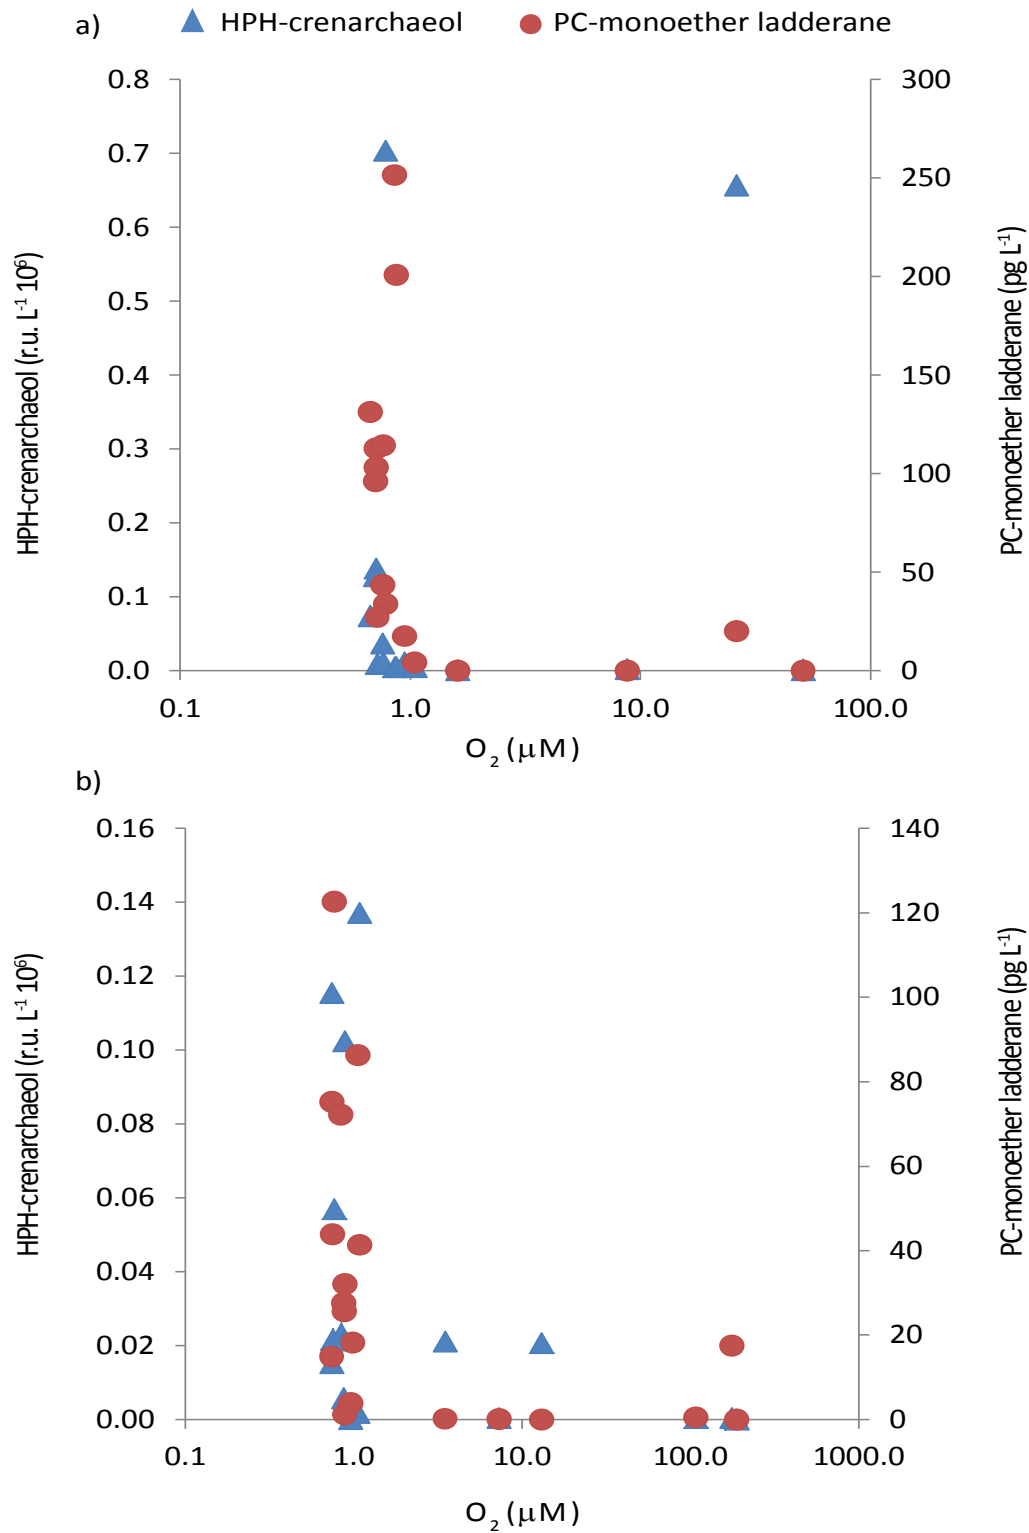 a) HPH-crenarchaeol PC-monoether ladderane
0.8 300
0.7
250
0.6
200
0.5
0.4 150
0.3
100
0.2
50
0.1
0.0 0
0.1 1.0 10.0 100.0
O2 (μM)
HPH-crenarchaeol (r.u. L-1 106)
PC-monoether ladderane (pg L-1)
b)
0.16 140
0.14
120
0.12
100
0.10
80
0.08
60
0.06
40
0.04
20
0.02
0.00 0
0.1 1.0 10.0 100.0 1000.0
O2 (μM)
HPH-crenarchaeol (r.u. L-1 106)
PC-monoether ladderane (pg L-1)